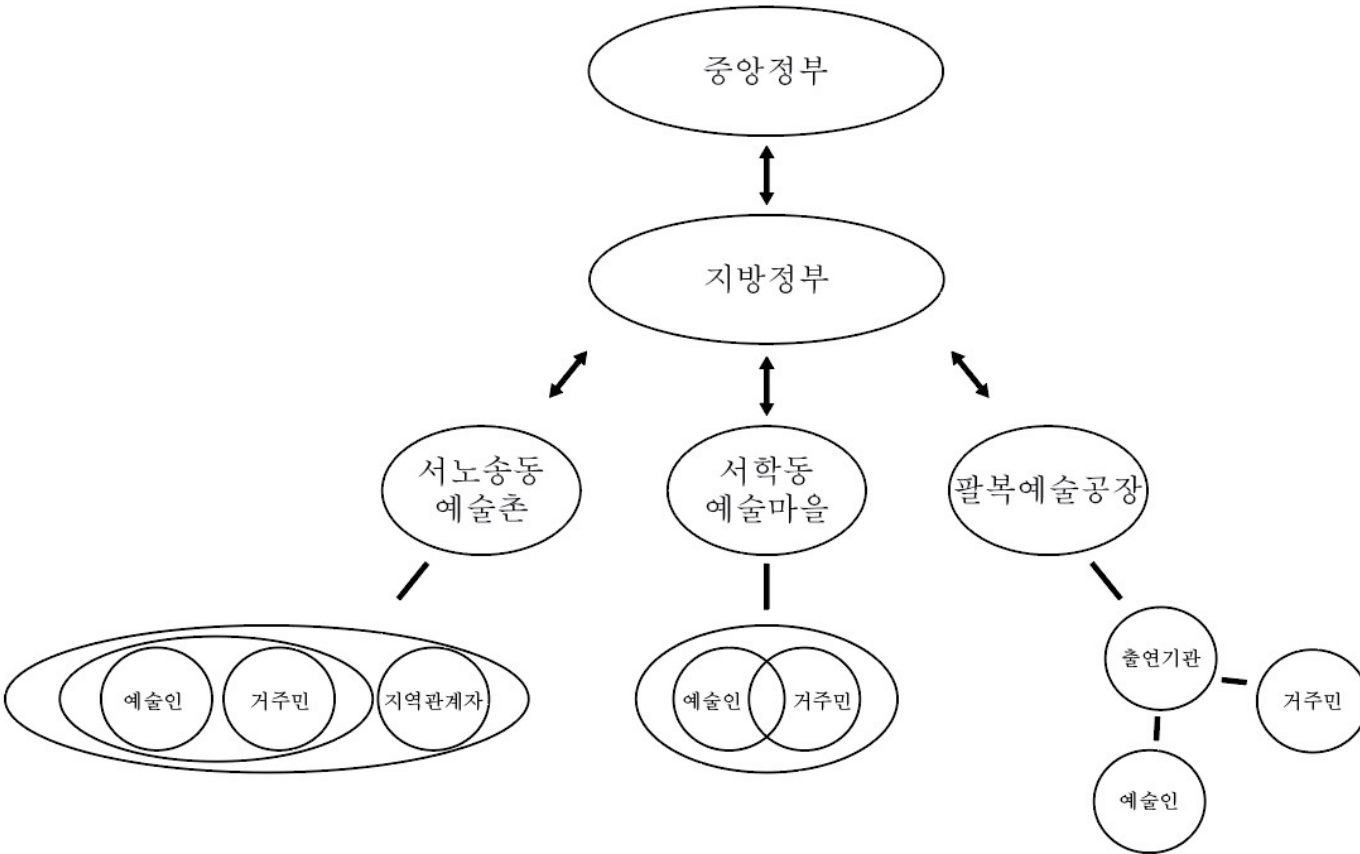 중앙정부
지방정부
서노송동
예술촌
서학동
예술마을
팔복예술공장
예술인
거주민
지역관계자
예술인
거주민
출연기관
거주민
예술인